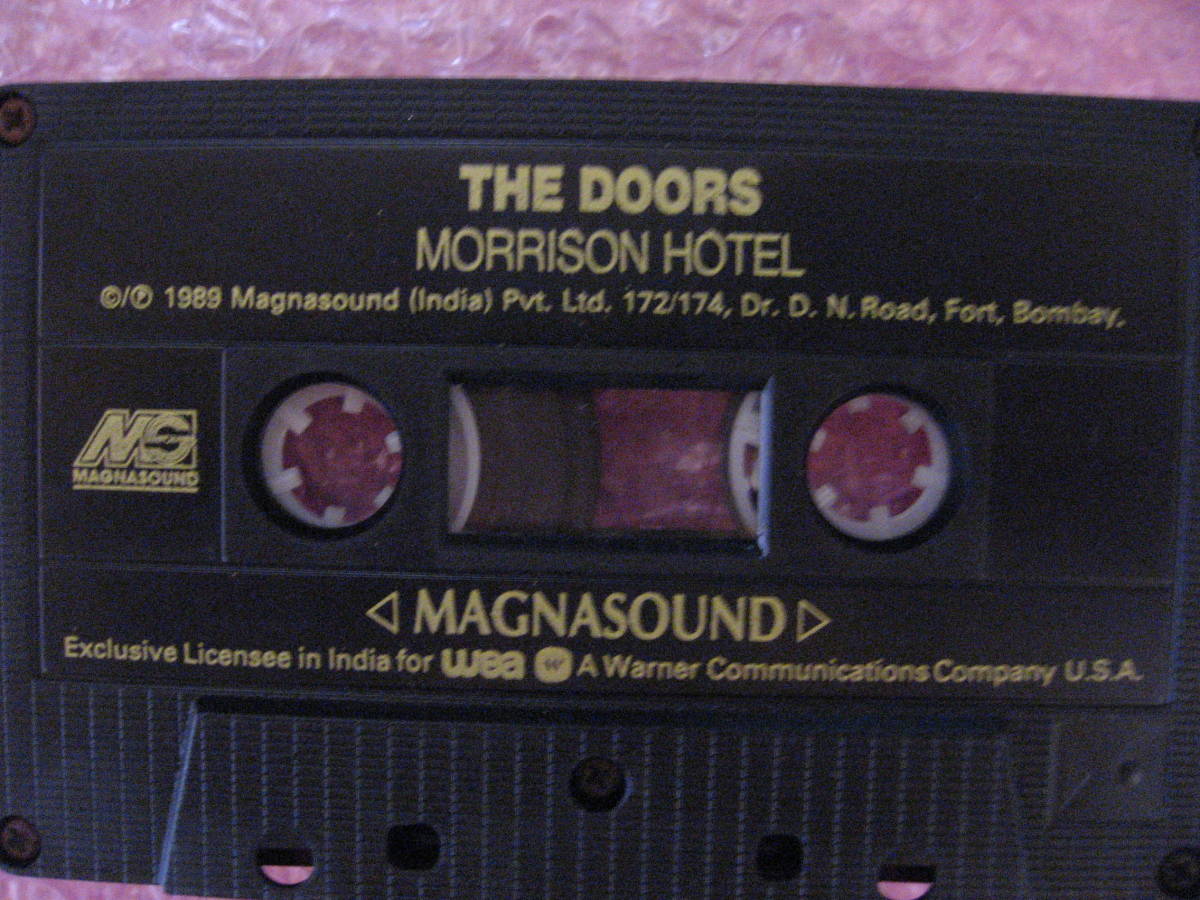 THE DOORS
MORRISON HOTEL
©/℗ 1989 Magnasound (India) Pvt. Ltd. 172/174, Dr. D. N. Road, Fort, Bombay.
MS
MAGNASOUND
◁ MAGNASOUND ▷
Exclusive Licensee in India for wea A Warner Communications Company U.S.A.